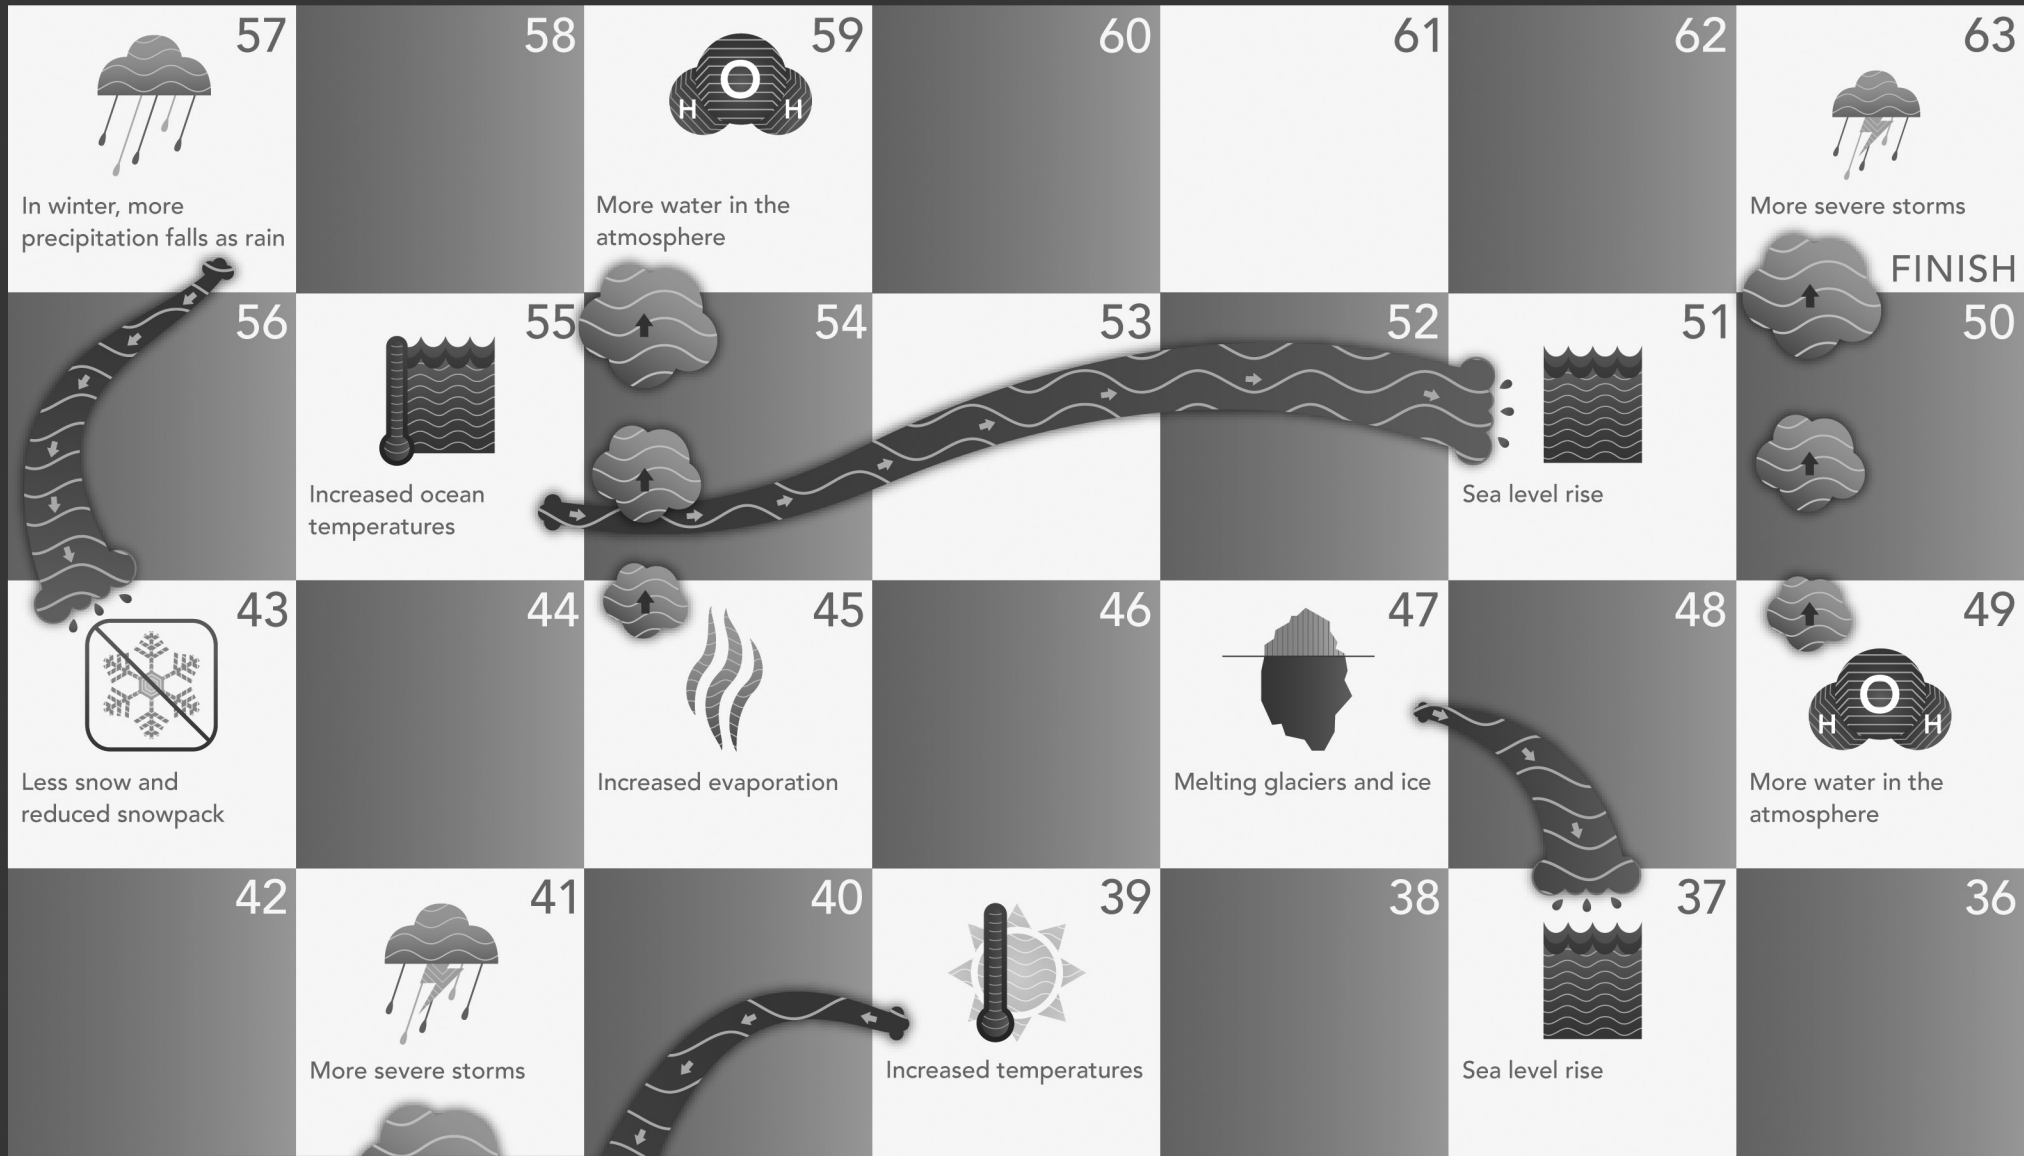 57
58
59
60
61
62
63
O
H H
In winter, more
precipitation falls as rain
More water in the
atmosphere
More severe storms
FINISH
56
55
54
53
52
51
50
Increased ocean
temperatures
Sea level rise
43
44
45
46
47
48
49
O
H H
Less snow and
reduced snowpack
Increased evaporation
Melting glaciers and ice
More water in the
atmosphere
42
41
40
39
38
37
36
More severe storms
Increased temperatures
Sea level rise